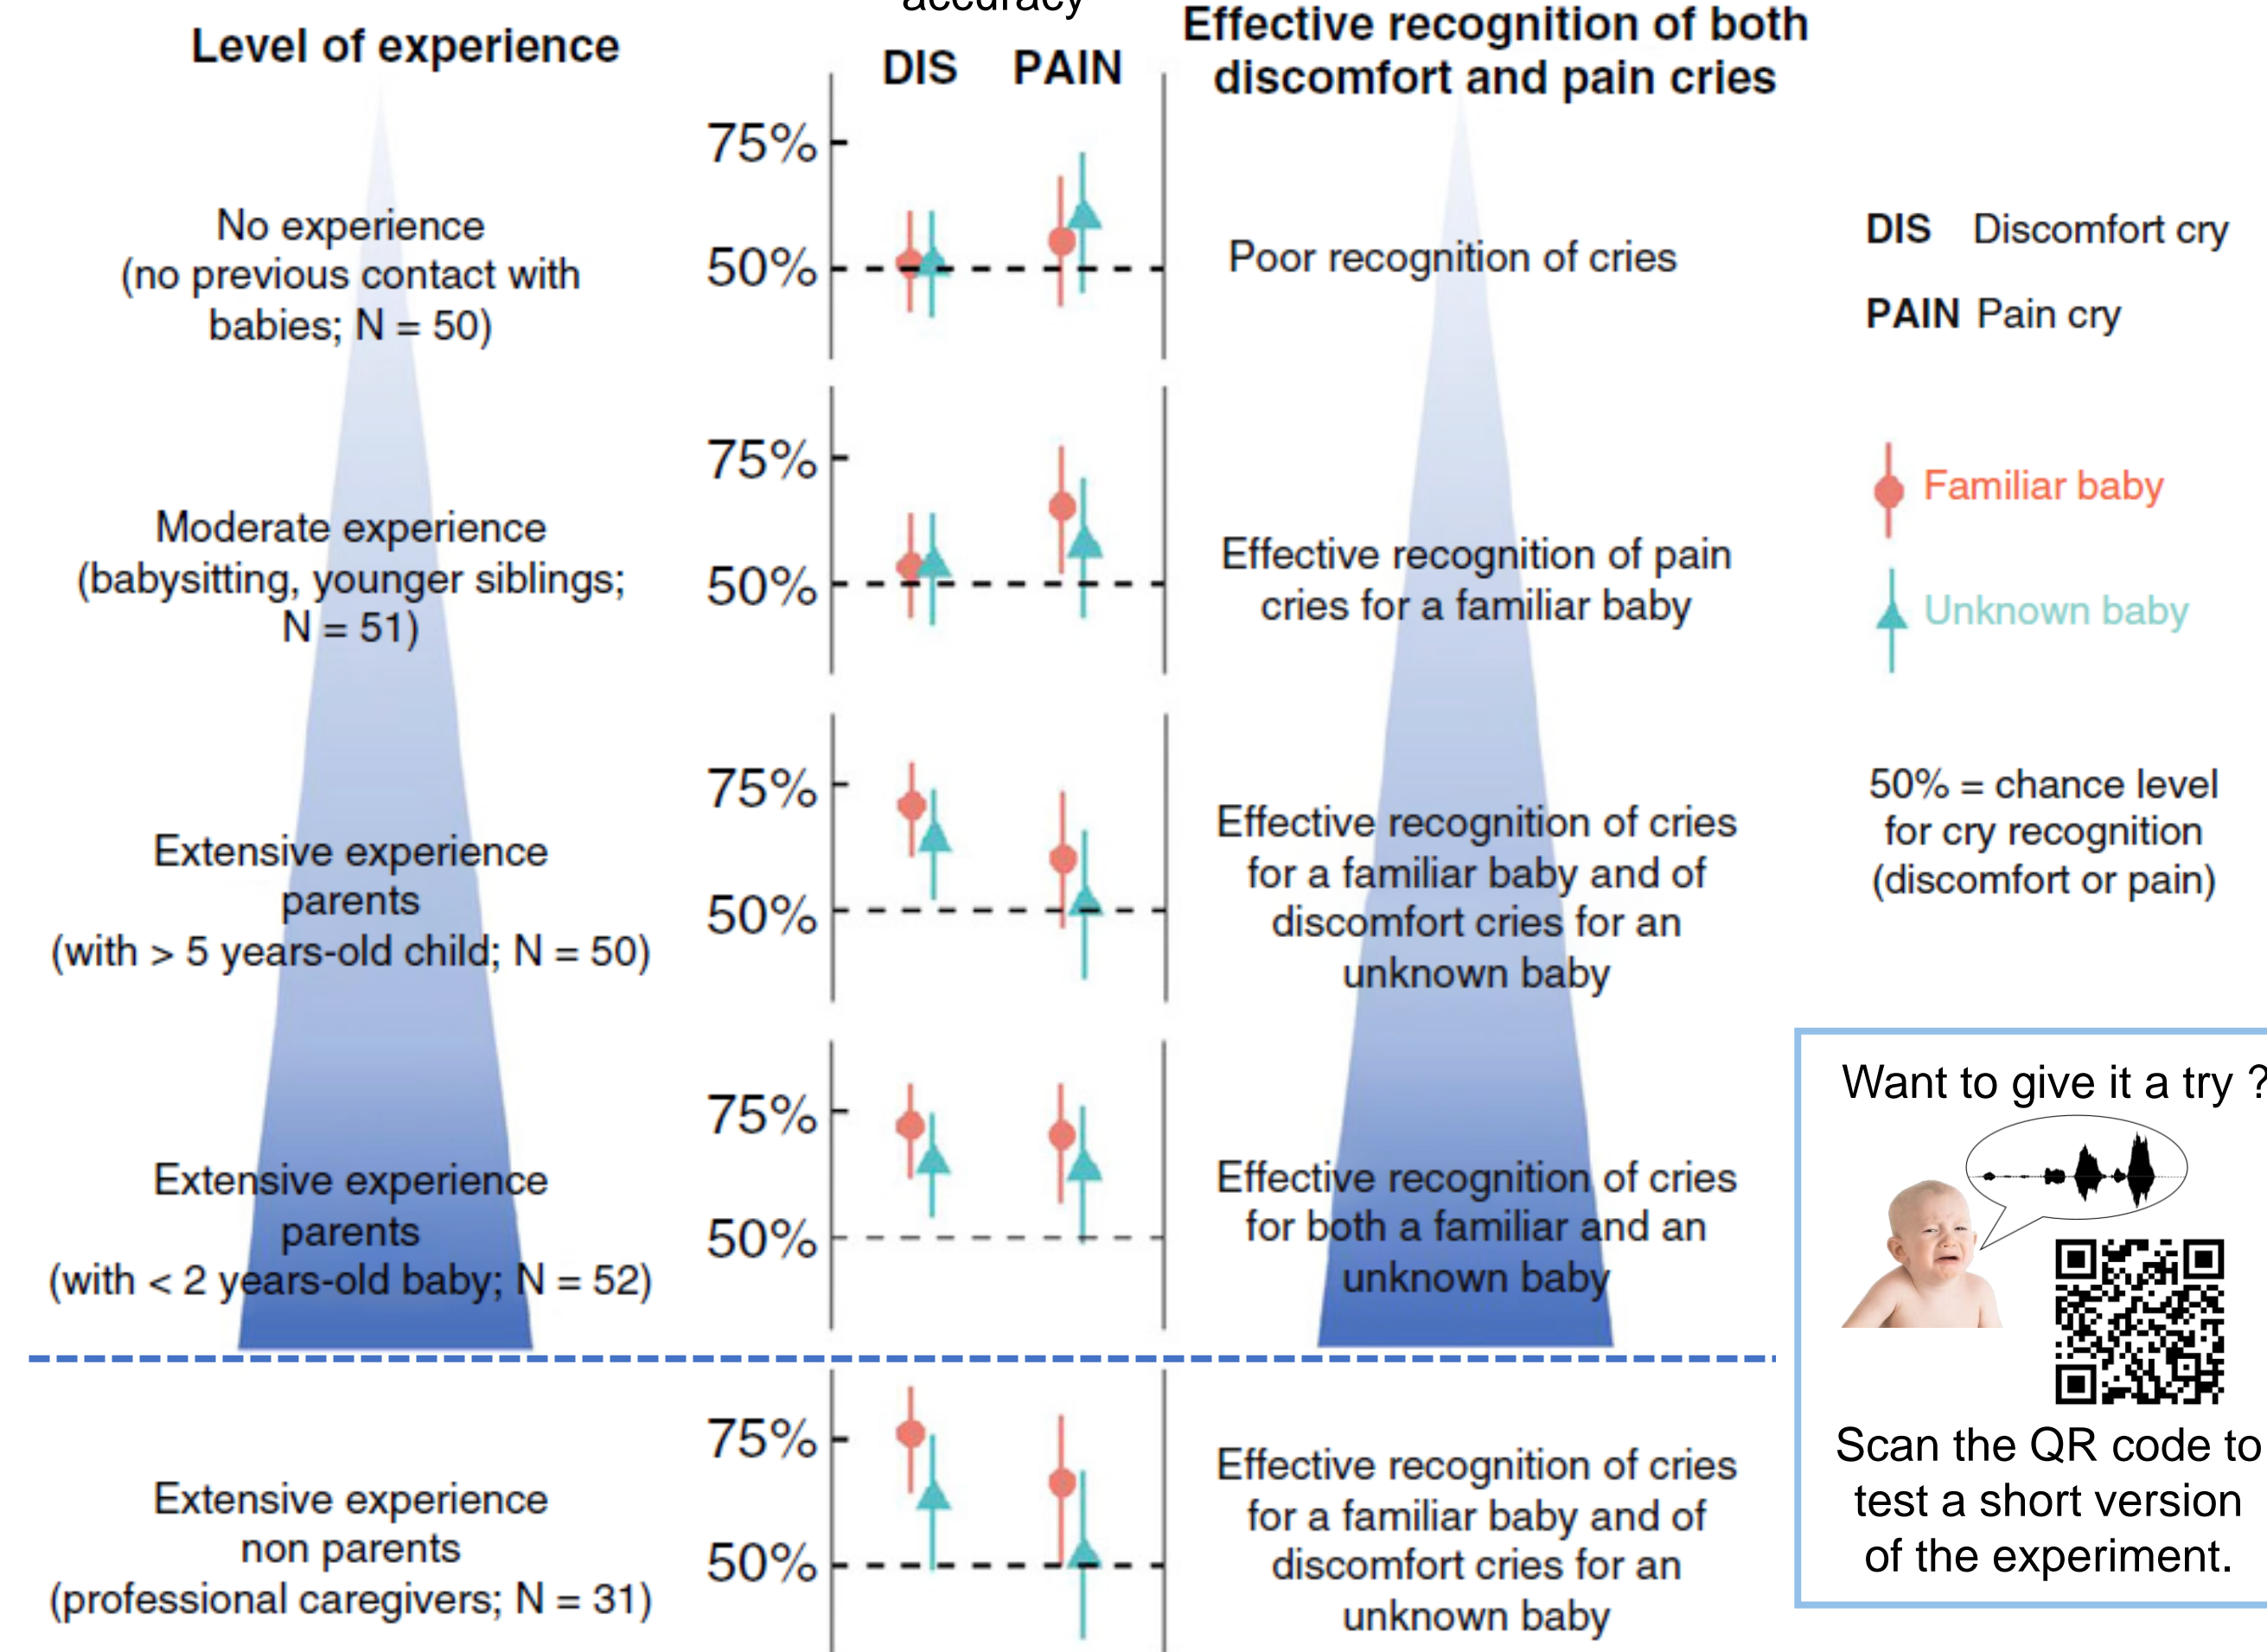 accuracy
Level of experience
DIS PAIN
Effective recognition of both
discomfort and pain cries
No experience
(no previous contact with
babies; N = 50)
75%
50%
Poor recognition of cries
DIS Discomfort cry
PAIN Pain cry
Moderate experience
(babysitting, younger siblings;
N = 51)
75%
50%
Effective recognition of pain
cries for a familiar baby
Familiar baby
Unknown baby
Extensive experience
parents
(with > 5 years-old child; N = 50)
75%
50%
Effective recognition of cries
for a familiar baby and of
discomfort cries for an
unknown baby
50% = chance level
for cry recognition
(discomfort or pain)
Extensive experience
parents
(with < 2 years-old baby; N = 52)
75%
50%
Effective recognition of cries
for both a familiar and an
unknown baby
Want to give it a try ?
Scan the QR code to
test a short version
of the experiment.
Extensive experience
non parents
(professional caregivers; N = 31)
75%
50%
Effective recognition of cries
for a familiar baby and of
discomfort cries for an
unknown baby